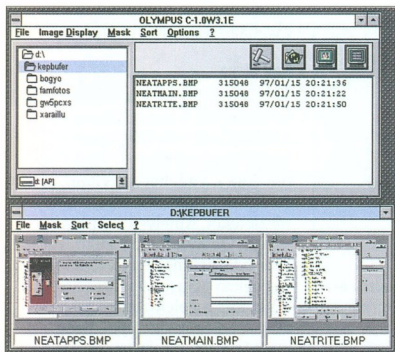 OLYMPUS C-1.0W3.1E
File Image Display Mask Sort Options ?
d:\
kepbufer
bogyo
famfotos
gw5pcxs
xaraillu
NEATAPPS.BMP 315048 97/01/15 20:21:36
NEATMAIN.BMP 315048 97/01/15 20:21:22
NEATRITE.BMP 315048 97/01/15 20:21:50
d: [AP]
D:\KEPBUFER
File Mask Sort Select ?
NEATAPPS.BMP NEATMAIN.BMP NEATRITE.BMP